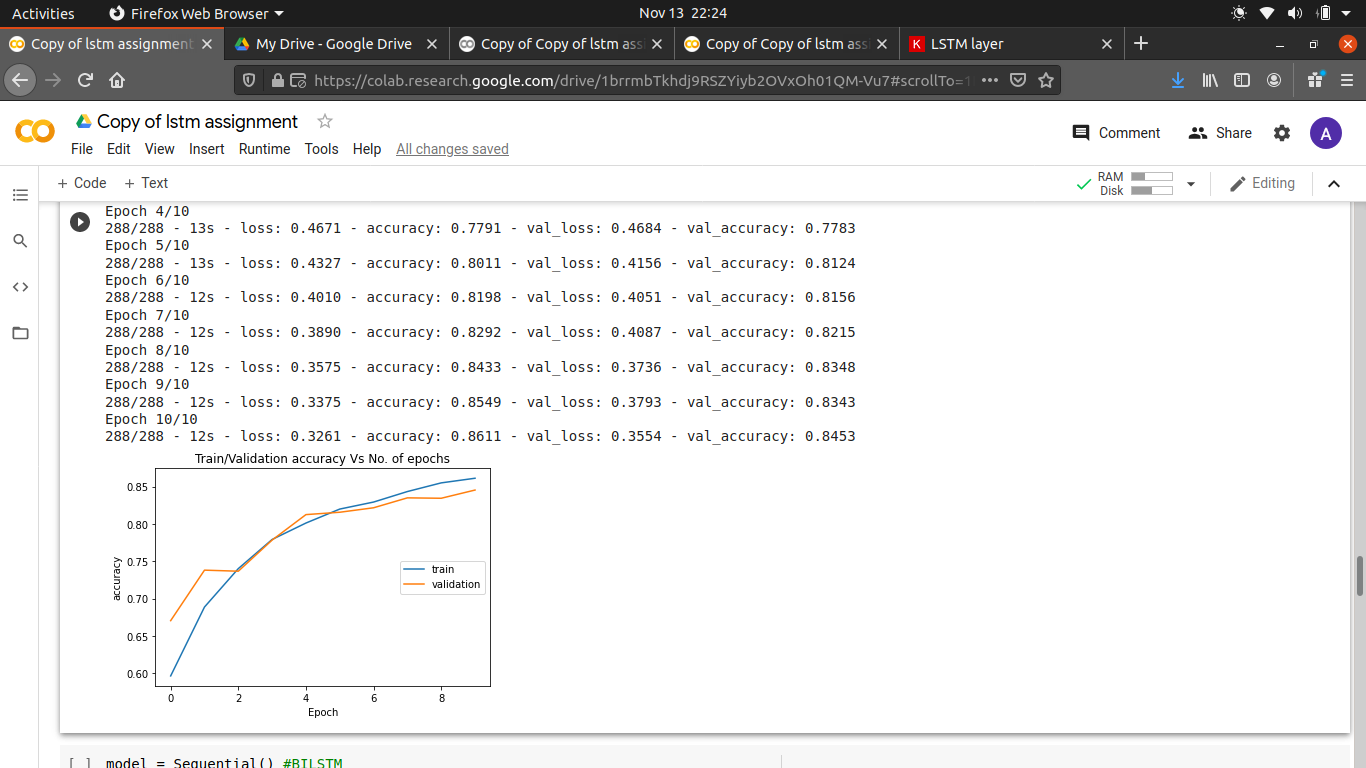 Activities
Firefox Web Browser
Nov 13 22:24
Copy of lstm assignment
My Drive - Google Drive
Copy of Copy of lstm ass
Copy of Copy of lstm ass
K LSTM layer
https://colab.research.google.com/drive/1brrmbTkhdj9RSZYiyb2OVxOh01QM-Vu7#scrollTo=1
Copy of lstm assignment
Comment
Share
A
File Edit View Insert Runtime Tools Help All changes saved
+ Code + Text
RAM
Disk
Editing
Epoch 4/10
288/288 - 13s - loss: 0.4671 - accuracy: 0.7791 - val_loss: 0.4684 - val_accuracy: 0.7783
Epoch 5/10
288/288 - 13s - loss: 0.4327 - accuracy: 0.8011 - val_loss: 0.4156 - val_accuracy: 0.8124
Epoch 6/10
288/288 - 12s - loss: 0.4010 - accuracy: 0.8198 - val_loss: 0.4051 - val_accuracy: 0.8156
Epoch 7/10
288/288 - 12s - loss: 0.3890 - accuracy: 0.8292 - val_loss: 0.4087 - val_accuracy: 0.8215
Epoch 8/10
288/288 - 12s - loss: 0.3575 - accuracy: 0.8433 - val_loss: 0.3736 - val_accuracy: 0.8348
Epoch 9/10
288/288 - 12s - loss: 0.3375 - accuracy: 0.8549 - val_loss: 0.3793 - val_accuracy: 0.8343
Epoch 10/10
288/288 - 12s - loss: 0.3261 - accuracy: 0.8611 - val_loss: 0.3554 - val_accuracy: 0.8453
Train/Validation accuracy Vs No. of epochs
0.85
0.80
0.75
0.70
0.65
0.60
accuracy
train
validation
0 2 4 6 8
Epoch
[ ] model = Sequential() #BILSTM